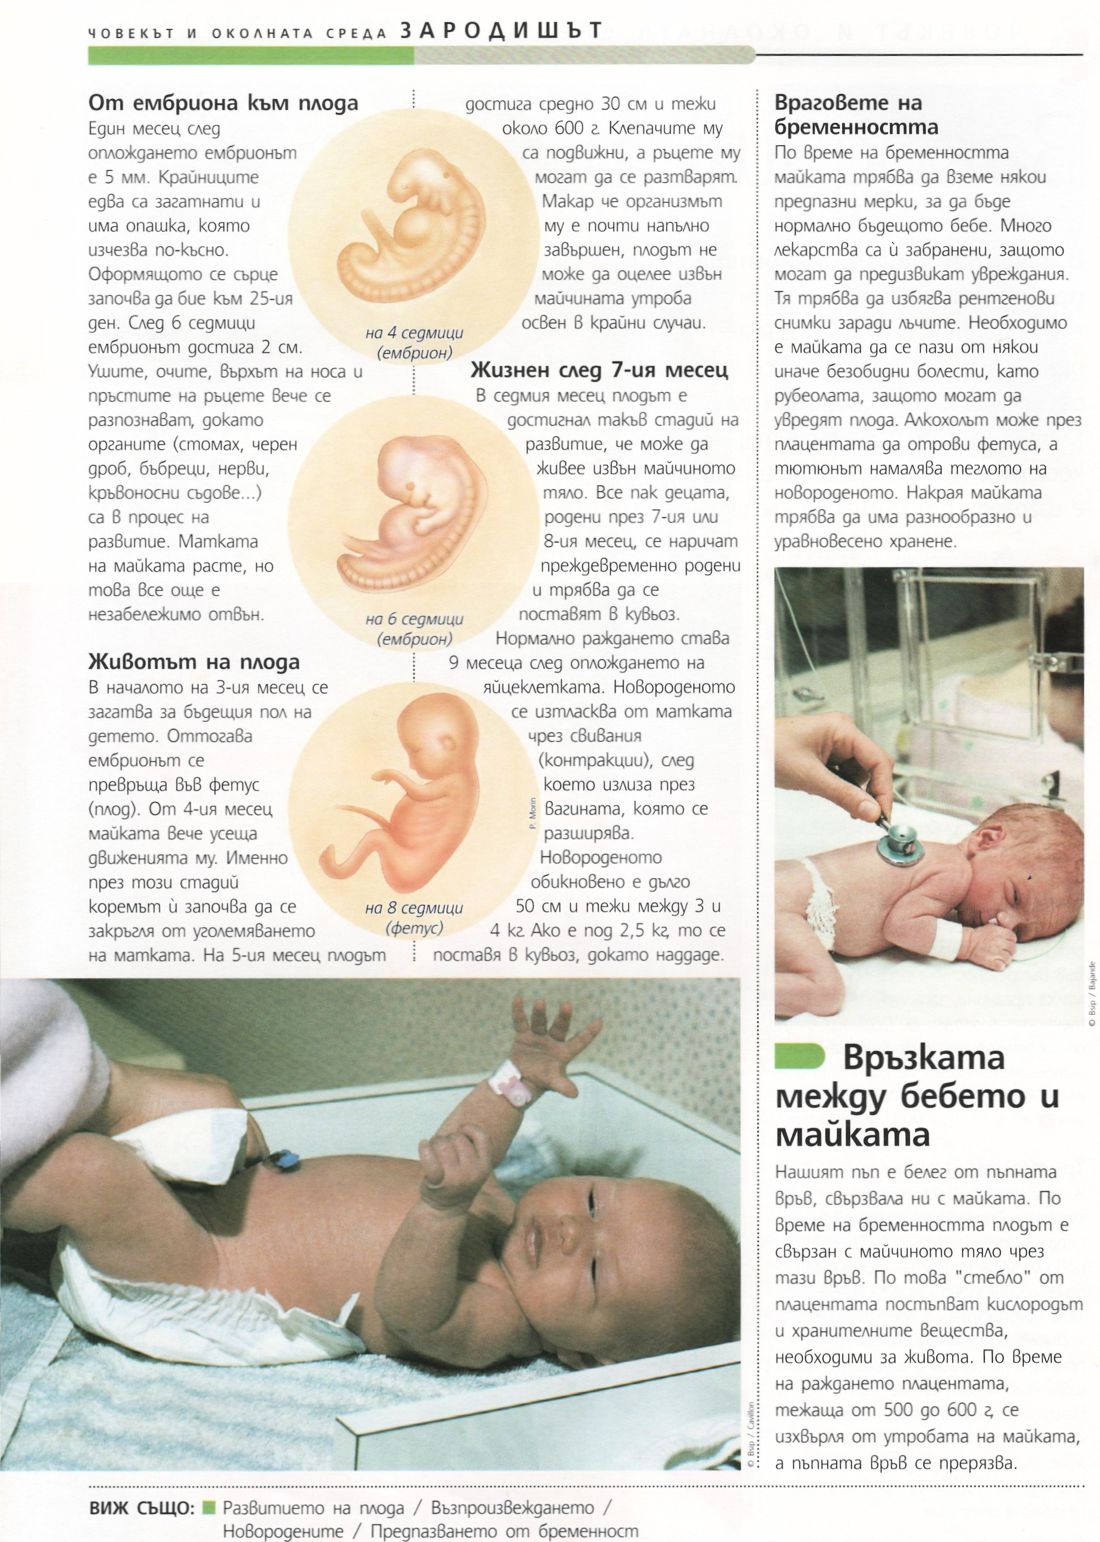 ЧОВЕКЪТ И ОКОЛНАТА СРЕДА ЗАРОДИШЪТ
От ембриона към плода
Един месец след
оплождането ембрионът
е 5 мм. Крайниците
едва са загатнати и
има опашка, която
изчезва по-късно.
Оформящото се сърце
започва да бие към 25-ия
ден. След 6 седмици
ембрионът достига 2 см.
Ушите, очите, върхът на носа и
пръстите на ръцете вече се
разпознават, докато
органите (стомах, черен
дроб, бъбреци, нерви,
кръвоносни съдове...)
са в процес на
развитие. Матката
на майката расте, но
това все още е
незабележимо отвън.
Животът на плода
В началото на 3-ия месец се
загатва за бъдещия пол на
детето. Оттогава
ембрионът се
превръща във фетус
(плод). От 4-ия месец
майката вече усеща
движенията му. Именно
през този стадий
коремът ѝ започва да се
закръгля от уголемяването
на матката. На 5-ия месец плодът
на 4 седмици
(ембрион)
на 6 седмици
(ембрион)
на 8 седмици
(фетус)
P. Morin
достига средно 30 см и тежи
около 600 г. Клепачите му
са подвижни, а ръцете му
могат да се разтварят.
Макар че организмът
му е почти напълно
завършен, плодът не
може да оцелее извън
майчината утроба
освен в крайни случаи.
Жизнен след 7-ия месец
В седмия месец плодът е
достигнал такъв стадий на
развитие, че може да
живее извън майчиното
тяло. Все пак децата,
родени през 7-ия или
8-ия месец, се наричат
преждевременно родени
и трябва да се
поставят в кувьоз.
Нормално раждането става
9 месеца след оплождането на
яйцеклетката. Новороденото
се изтласква от матката
чрез свивания
(контракции), след
което излиза през
вагината, която се
разширява.
Новороденото
обикновено е дълго
50 см и тежи между 3 и
4 кг. Ако е под 2,5 кг, то се
поставя в кувьоз, докато наддаде.
Враговете на
бременността
По време на бременността
майката трябва да вземе някои
предпазни мерки, за да бъде
нормално бъдещото бебе. Много
лекарства са ѝ забранени, защото
могат да предизвикат увреждания.
Тя трябва да избягва рентгенови
снимки заради лъчите. Необходимо
е майката да се пази от някои
иначе безобидни болести, като
рубеолата, защото могат да
увредят плода. Алкохолът може през
плацентата да отрови фетуса, а
тютюнът намалява теглото на
новороденото. Накрая майката
трябва да има разнообразно и
уравновесено хранене.
© Bsip / Bajande
Връзката
между бебето и
майката
Нашият пъп е белег от пъпната
връв, свързвала ни с майката. По
време на бременността плодът е
свързан с майчиното тяло чрез
тази връв. По това "стебло" от
плацентата постъпват кислородът
и хранителните вещества,
необходими за живота. По време
на раждането плацентата,
тежаща от 500 до 600 г, се
изхвърля от утробата на майката,
а пъпната връв се прерязва.
© Bsip / Cavillon
ВИЖ СЪЩО: Развитието на плода / Възпроизвеждането /
Новородените / Предпазването от бременност